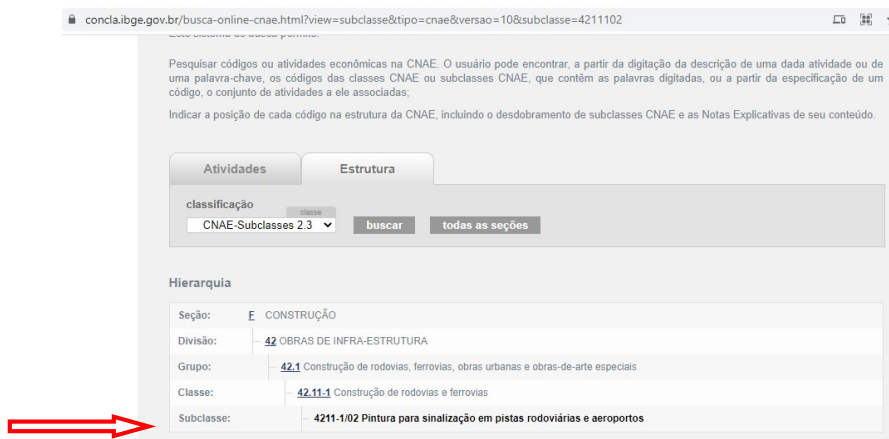 concla.ibge.gov.br/busca-online-cnae.html?view=subclasse&tipo=cnae&versao=10&subclasse=4211102
Este sistema de busca permite:
Pesquisar códigos ou atividades econômicas na CNAE. O usuário pode encontrar, a partir da digitação da descrição de uma dada atividade ou de
uma palavra-chave, os códigos das classes CNAE ou subclasses CNAE, que contêm as palavras digitadas, ou a partir da especificação de um
código, o conjunto de atividades a ele associadas;
Indicar a posição de cada código na estrutura da CNAE, incluindo o desdobramento de subclasses CNAE e as Notas Explicativas de seu conteúdo.
Atividades Estrutura
classificação
classe
CNAE-Subclasses 2.3 buscar todas as seções
Hierarquia
Seção: F CONSTRUÇÃO
Divisão: 42 OBRAS DE INFRA-ESTRUTURA
Grupo: 42.1 Construção de rodovias, ferrovias, obras urbanas e obras-de-arte especiais
Classe: 42.11-1 Construção de rodovias e ferrovias
Subclasse: 4211-1/02 Pintura para sinalização em pistas rodoviárias e aeroportos